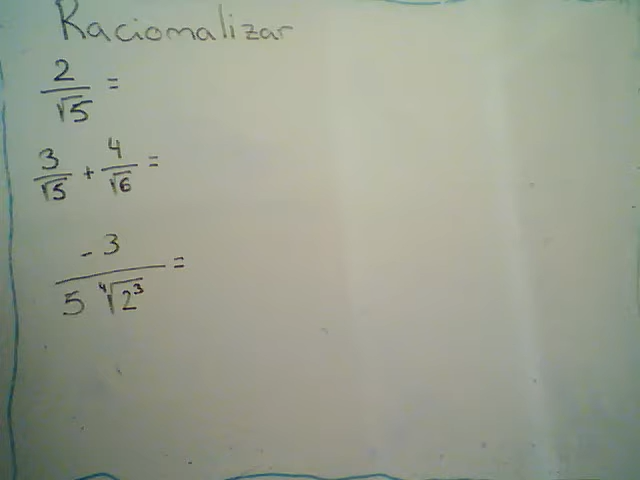 Racionalizar
2/√5 =
3/√5 + 4/√6 =
-3/5 ⁴√2³ =